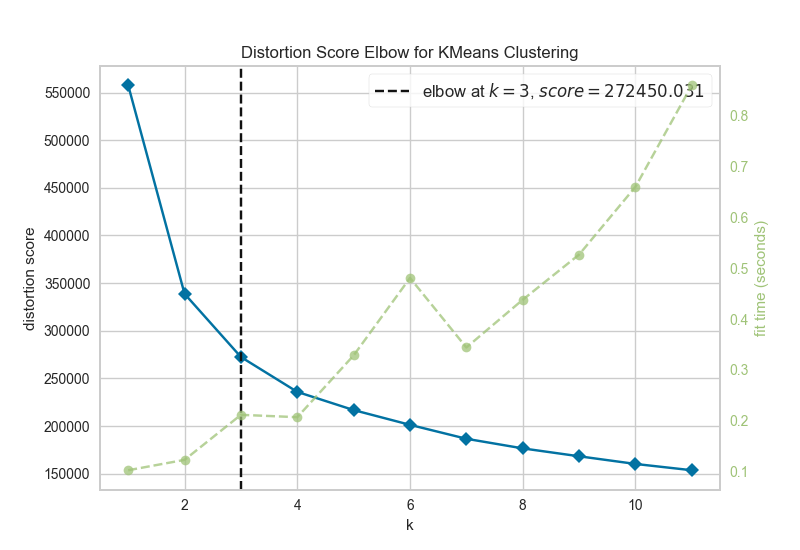 Distortion Score Elbow for KMeans Clustering
elbow at k = 3, score = 272450.031
distortion score
550000
500000
450000
400000
350000
300000
250000
200000
150000
0.8
0.7
0.6
0.5
0.4
0.3
0.2
0.1
fit time (seconds)
2 4 6 8 10
k